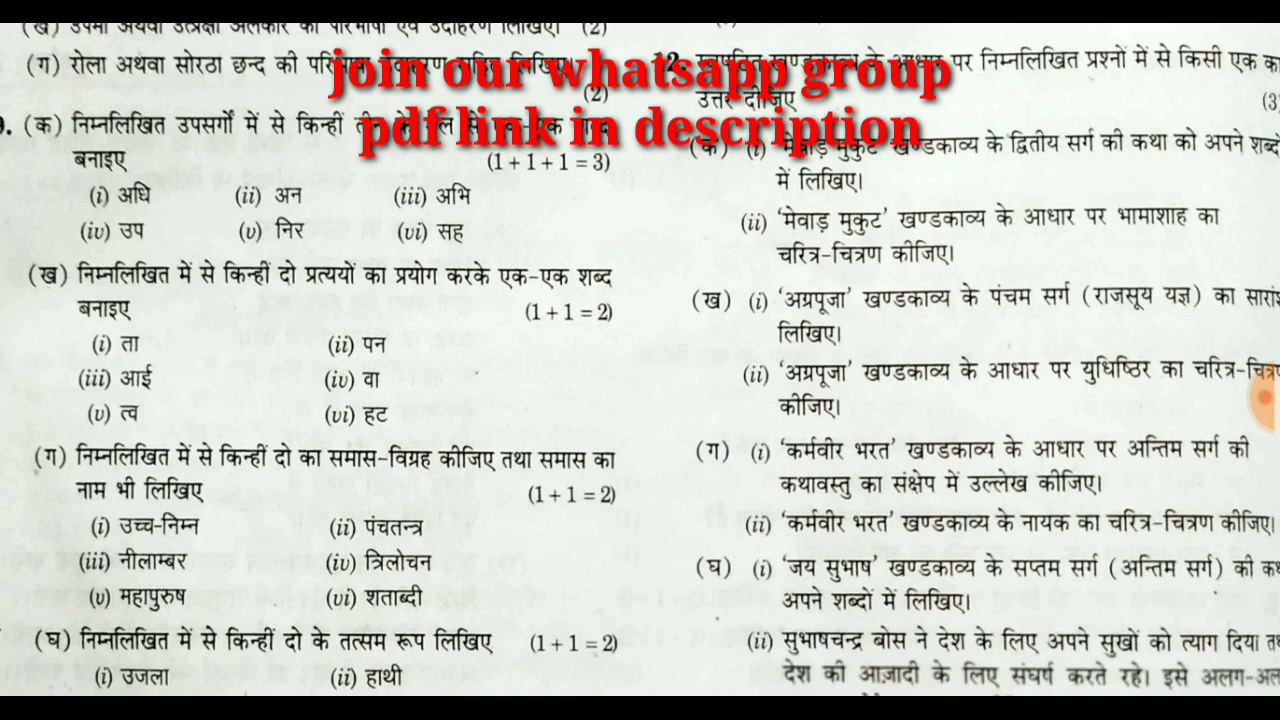 (ख) उपमा अथवा उत्प्रेक्षा अलंकार की परिभाषा एवं उदाहरण लिखिए। (2)
(ग) रोला अथवा सोरठा छन्द की लिखिए।
(2)
9. (क) निम्नलिखित उपसर्गों में से किन्हीं
बनाइए (1 + 1 + 1 = 3)
(i) अधि (ii) अन (iii) अभि
(iv) उप (v) निर (vi) सह
(ख) निम्नलिखित में से किन्हीं दो प्रत्ययों का प्रयोग करके एक-एक शब्द
बनाइए (1 + 1 = 2)
(i) ता (ii) पन
(iii) आई (iv) वा
(v) त्व (vi) हट
(ग) निम्नलिखित में से किन्हीं दो का समास-विग्रह कीजिए तथा समास का
नाम भी लिखिए (1 + 1 = 2)
(i) उच्च-निम्न (ii) पंचतन्त्र
(iii) नीलाम्बर (iv) त्रिलोचन
(v) महापुरुष (vi) शताब्दी
(घ) निम्नलिखित में से किन्हीं दो के तत्सम रूप लिखिए (1 + 1 = 2)
(i) उजला (ii) हाथी
join our whatsapp group
pdf link in description
पर निम्नलिखित प्रश्नों में से किसी एक का
उत्तर दीजिए (3
(क) (i) 'मेवाड़ मुकुट' खण्डकाव्य के द्वितीय सर्ग की कथा को अपने शब्दों
में लिखिए।
(ii) 'मेवाड़ मुकुट' खण्डकाव्य के आधार पर भामाशाह का
चरित्र-चित्रण कीजिए।
(ख) (i) 'अग्रपूजा' खण्डकाव्य के पंचम सर्ग (राजसूय यज्ञ) का सारांश
लिखिए।
(ii) 'अग्रपूजा' खण्डकाव्य के आधार पर युधिष्ठिर का चरित्र-चित्रण
कीजिए।
(ग) (i) 'कर्मवीर भरत' खण्डकाव्य के आधार पर अन्तिम सर्ग की
कथावस्तु का संक्षेप में उल्लेख कीजिए।
(ii) 'कर्मवीर भरत' खण्डकाव्य के नायक का चरित्र-चित्रण कीजिए।
(घ) (i) 'जय सुभाष' खण्डकाव्य के सप्तम सर्ग (अन्तिम सर्ग) की
अपने शब्दों में लिखिए।
(ii) सुभाषचन्द्र बोस ने देश के लिए अपने सुखों को त्याग दिया
देश की आज़ादी के लिए संघर्ष करते रहे। इसे